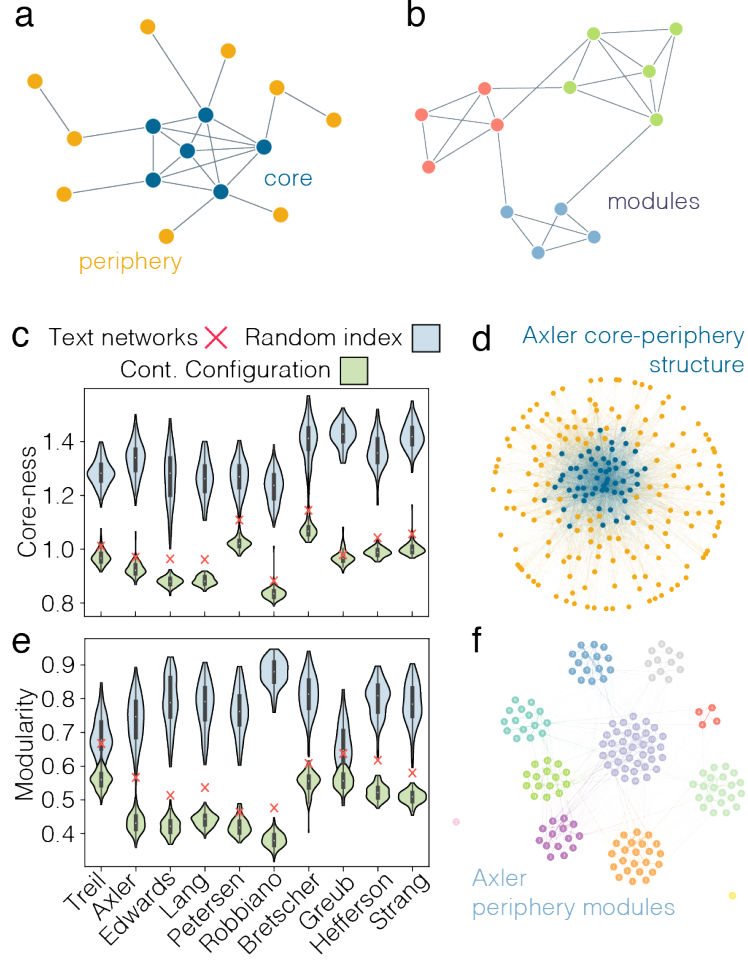 a
core
periphery
b
modules
c
Text networks
Random index
Cont. Configuration
Core-ness
1.4
1.2
1.0
0.8
d
Axler core-periphery
structure
e
Modularity
0.9
0.8
0.7
0.6
0.5
0.4
Treil
Axler
Edwards
Lang
Petersen
Robbiano
Bretscher
Greub
Hefferson
Strang
f
Axler
periphery modules